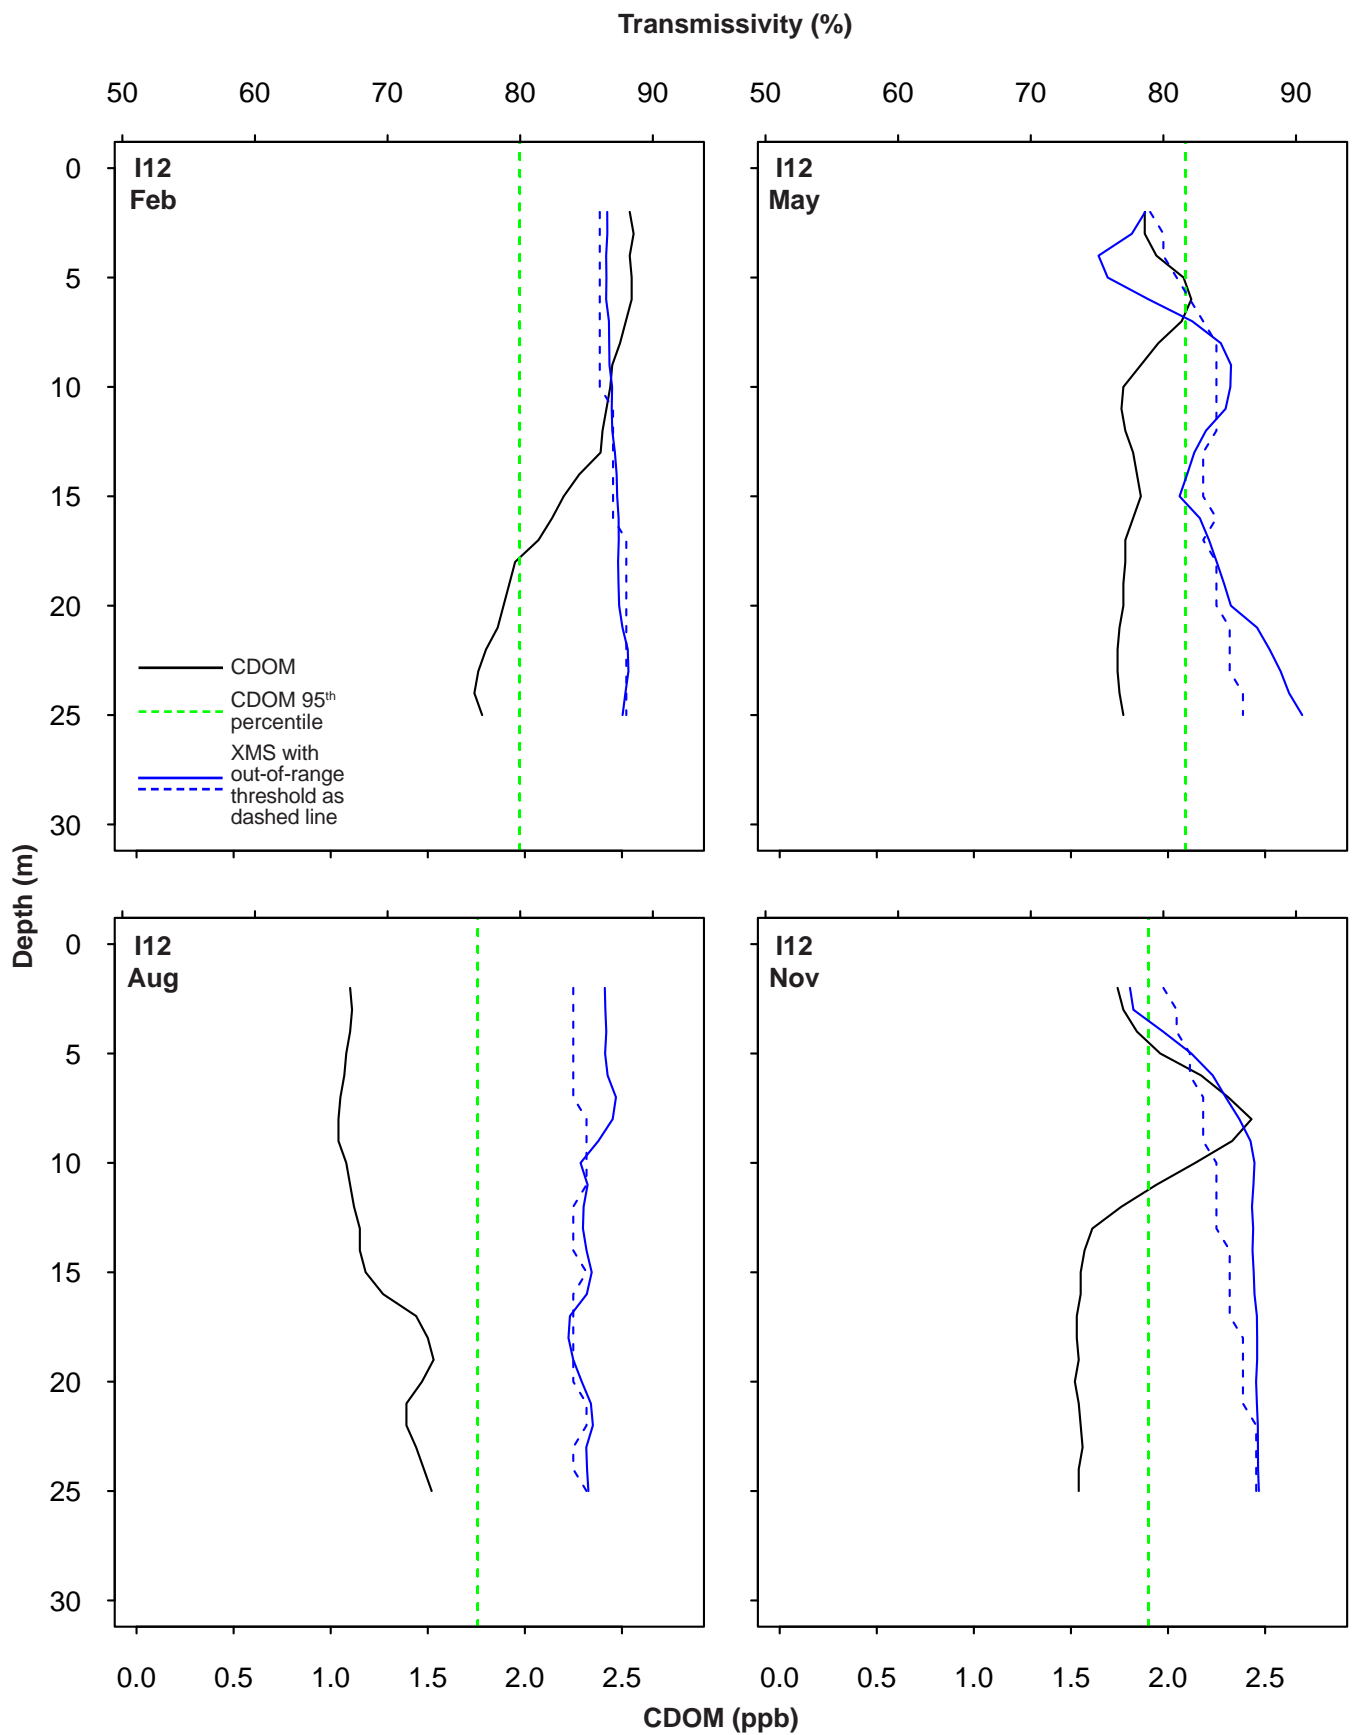 Transmissivity (%)
50 60 70 80 90
50 60 70 80 90
I12
Feb
I12
May
0
5
10
15
20
25
30
CDOM
CDOM 95th
percentile
XMS with
out-of-range
threshold as
dashed line
Depth (m)
I12
Aug
I12
Nov
0
5
10
15
20
25
30
0.0 0.5 1.0 1.5 2.0 2.5
0.0 0.5 1.0 1.5 2.0 2.5
CDOM (ppb)